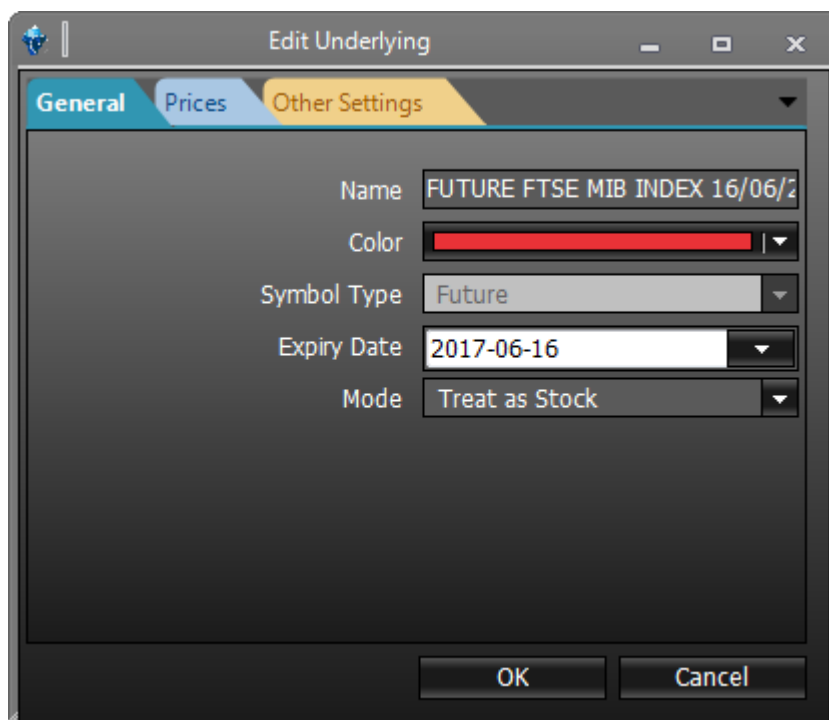 Edit Underlying
General Prices Other Settings
Name FUTURE FTSE MIB INDEX 16/06/2
Color
Symbol Type Future
Expiry Date 2017-06-16
Mode Treat as Stock
OK Cancel